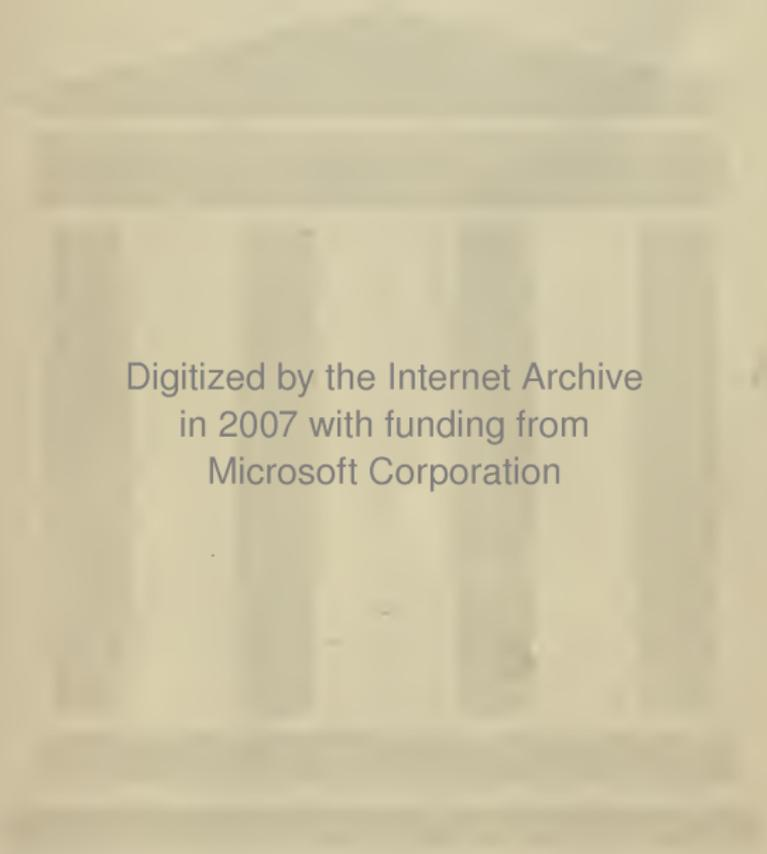 Digitized by the Internet Archive
in 2007 with funding from
Microsoft Corporation